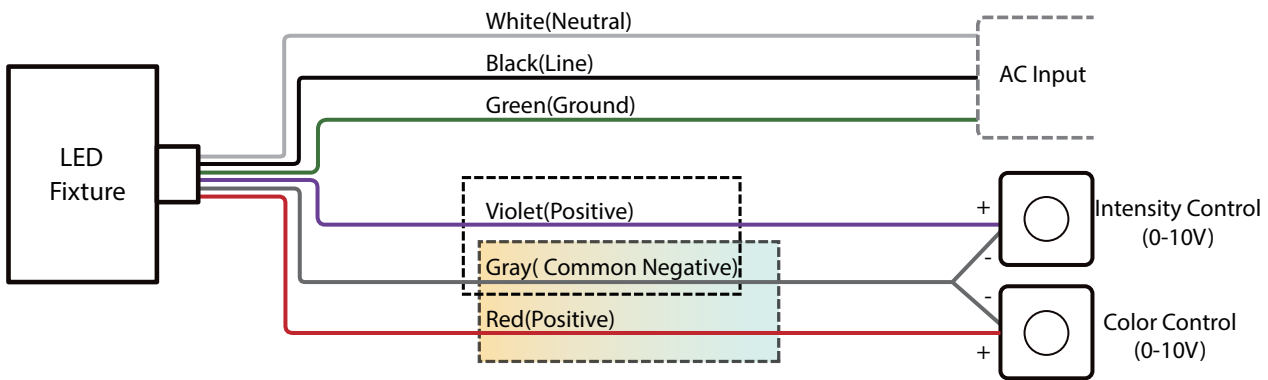 White(Neutral)
Black(Line)
AC Input
Green(Ground)
LED
Fixture
Violet(Positive)
+
Intensity Control
(0-10V)
-
Gray( Common Negative)
-
Red(Positive)
Color Control
(0-10V)
+